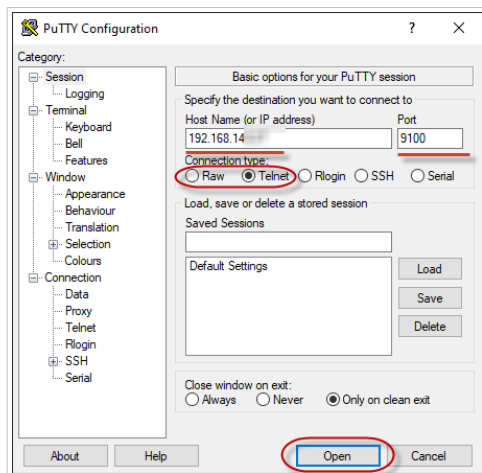 PuTTY Configuration
?
Category:
Session
Logging
Terminal
Keyboard
Bell
Features
Window
Appearance
Behaviour
Translation
Selection
Colours
Connection
Data
Proxy
Telnet
Rlogin
SSH
Serial
Basic options for your PuTTY session
Specify the destination you want to connect to
Host Name (or IP address) Port
192.168.14 9100
Connection type:
Raw Telnet Rlogin SSH Serial
Load, save or delete a stored session
Saved Sessions
Default Settings
Load
Save
Delete
Close window on exit:
Always Never Only on clean exit
About Help Open Cancel